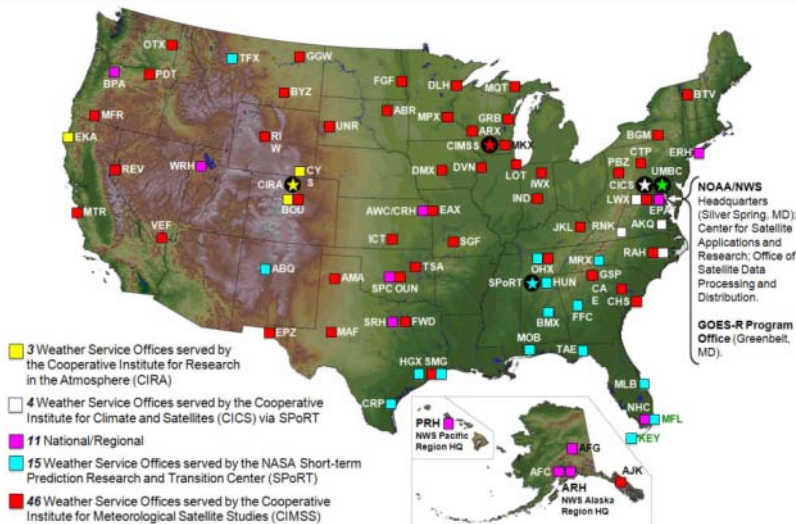 OTX
TFX
GGW
BPA
PDT
FGF
DLH
MQT
BTV
BYZ
MFR
ABR
MPX
GRB
ARX
UNR
EKA
RI
W
CIMSS
MKX
BGM
CTP
ERH
REV
WRH
CY
S
CIRA
DMX
DVN
LOT
IWX
PBZ
UMBC
CICS
BOU
AWC/CRH
EAX
IND
LWX
EPA
MTR
VEF
ICT
SGF
JKL
RNK
AKQ
RAH
ABQ
AMA
TSA
SPC OUN
OHX
MRX
GSP
SPoRT
HUN
CA
E
CHS
EPZ
MAF
SRH
FWD
BMX
FFC
MOB
TAE
HGX SMG
CRP
MLB
NHC
MFL
KEY
NOAA/NWS
Headquarters
(Silver Spring, MD);
Center for Satellite
Applications and
Research; Office of
Satellite Data
Processing and
Distribution.
GOES-R Program
Office (Greenbelt,
MD).
3 Weather Service Offices served by
the Cooperative Institute for Research
in the Atmosphere (CIRA)
4 Weather Service Offices served by the Cooperative
Institute for Climate and Satellites (CICS) via SPoRT
11 National/Regional
15 Weather Service Offices served by the NASA Short-term
Prediction Research and Transition Center (SPoRT)
46 Weather Service Offices served by the Cooperative
Institute for Meteorological Satellite Studies (CIMSS)
PRH
NWS Pacific
Region HQ
AFG
AFC
AJK
ARH
NWS Alaska
Region HQ